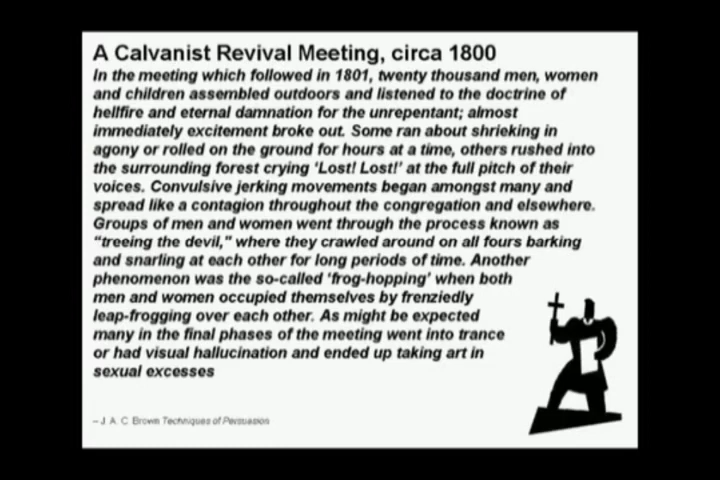 A Calvanist Revival Meeting, circa 1800
In the meeting which followed in 1801, twenty thousand men, women
and children assembled outdoors and listened to the doctrine of
hellfire and eternal damnation for the unrepentant; almost
immediately excitement broke out. Some ran about shrieking in
agony or rolled on the ground for hours at a time, others rushed into
the surrounding forest crying 'Lost! Lost!' at the full pitch of their
voices. Convulsive jerking movements began amongst many and
spread like a contagion throughout the congregation and elsewhere.
Groups of men and women went through the process known as
"treeing the devil," where they crawled around on all fours barking
and snarling at each other for long periods of time. Another
phenomenon was the so-called 'frog-hopping' when both
men and women occupied themselves by frenziedly
leap-frogging over each other. As might be expected
many in the final phases of the meeting went into trance
or had visual hallucination and ended up taking art in
sexual excesses
– J. A. C. Brown Techniques of Persuasion